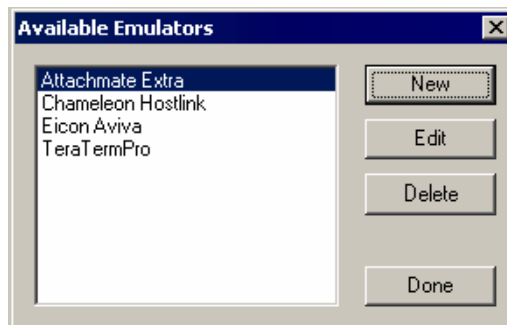 Available Emulators
Attachmate Extra
Chameleon Hostlink
Eicon Aviva
TeraTermPro
New
Edit
Delete
Done